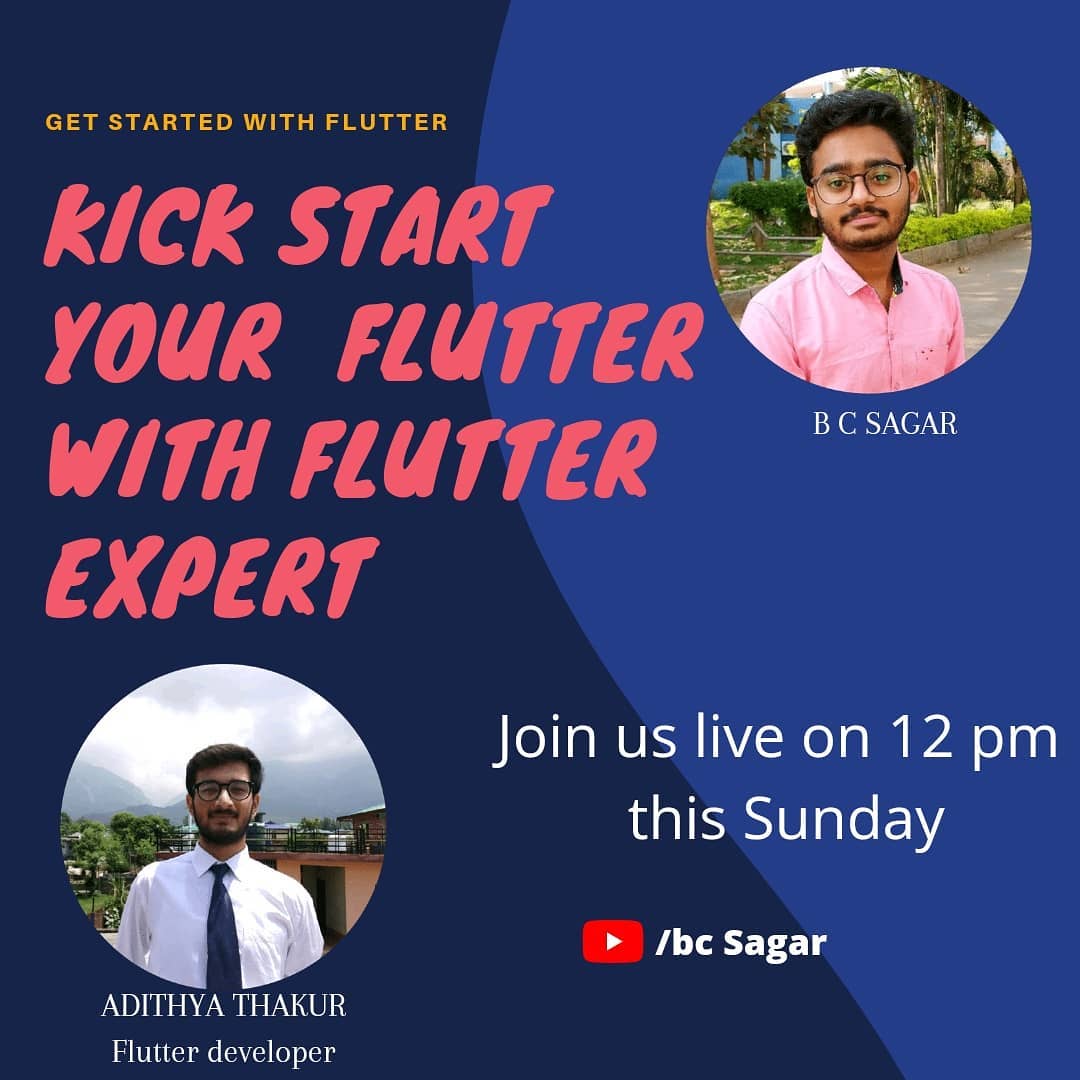 GET STARTED WITH FLUTTER
KICK START
YOUR FLUTTER
WITH FLUTTER
EXPERT
B C SAGAR
Join us live on 12 pm
this Sunday
/bc Sagar
ADITHYA THAKUR
Flutter developer